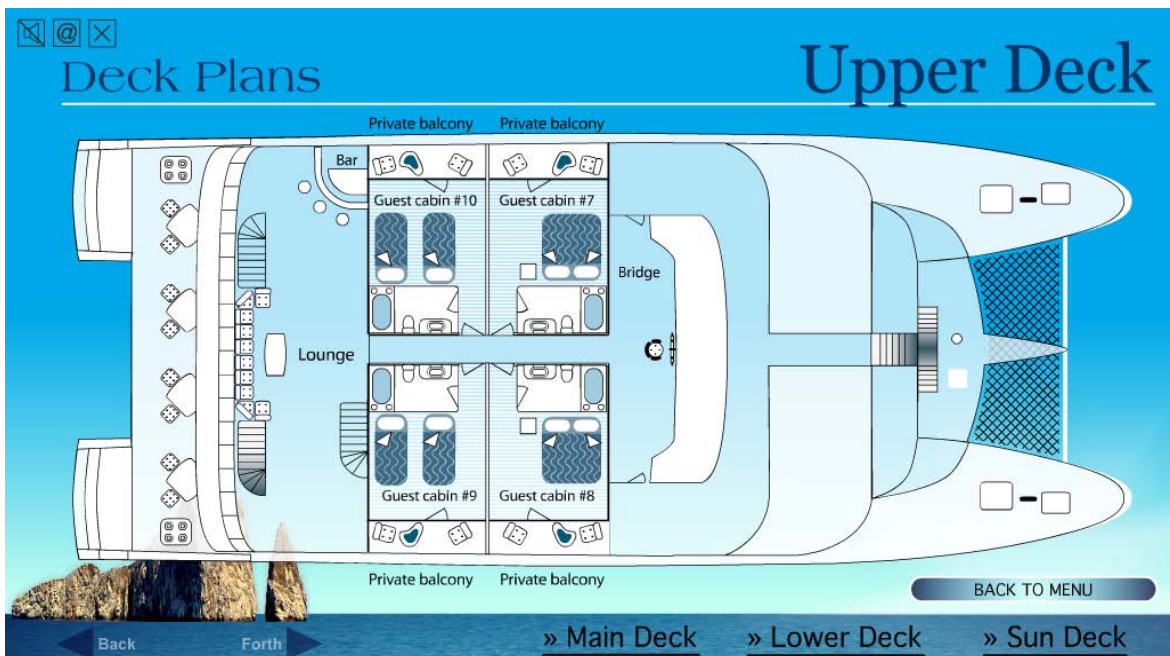 @
Deck Plans
Upper Deck
Private balcony
Private balcony
Bar
Guest cabin #10
Guest cabin #7
Bridge
Lounge
Guest cabin #9
Guest cabin #8
Private balcony
Private balcony
BACK TO MENU
Back
Forth
» Main Deck
» Lower Deck
» Sun Deck